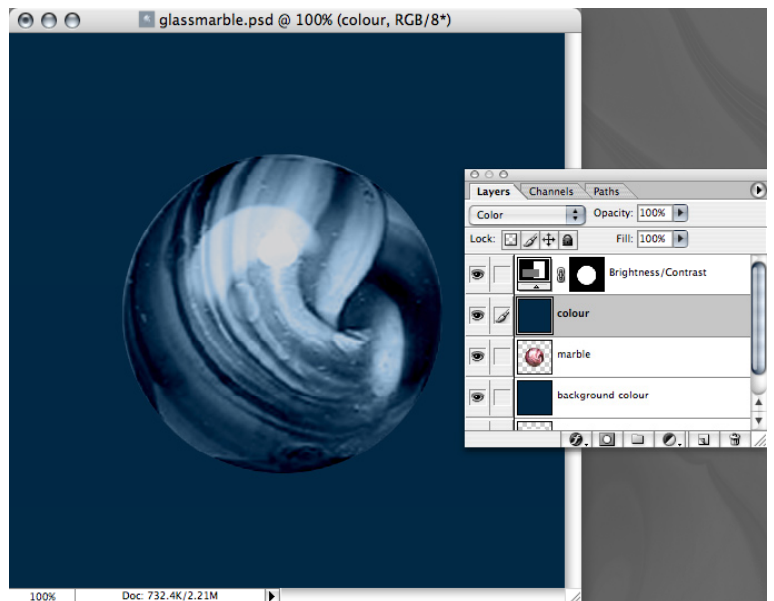 glassmarble.psd @ 100% (colour, RGB/8*)
Layers Channels Paths
Color Opacity: 100%
Lock: Fill: 100%
Brightness/Contrast
colour
marble
background colour
100% Doc: 732.4K/2.21M